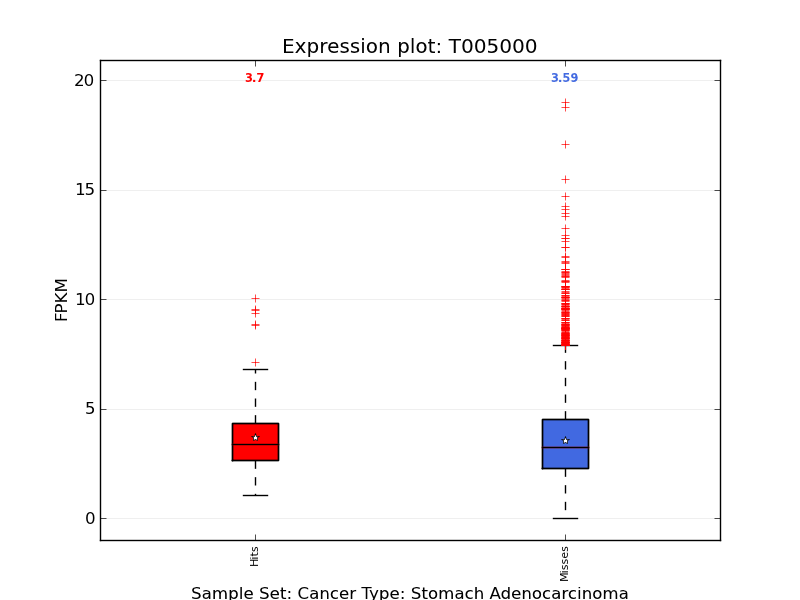 Expression plot: T005000
3.7
3.59
20
15
10
5
0
FPKM
Hits
Misses
Sample Set: Cancer Type: Stomach Adenocarcinoma